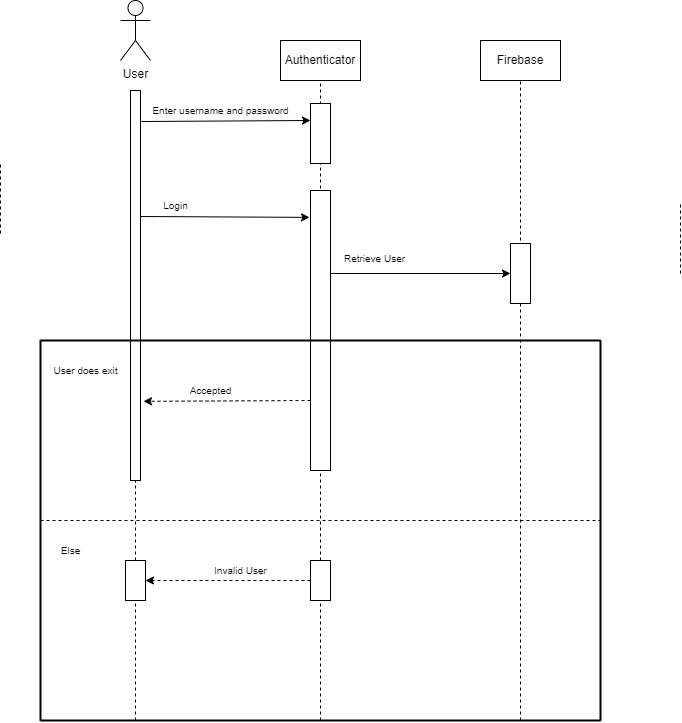 User
Authenticator
Firebase
Enter username and password
Login
Retrieve User
User does exit
Accepted
Else
Invalid User